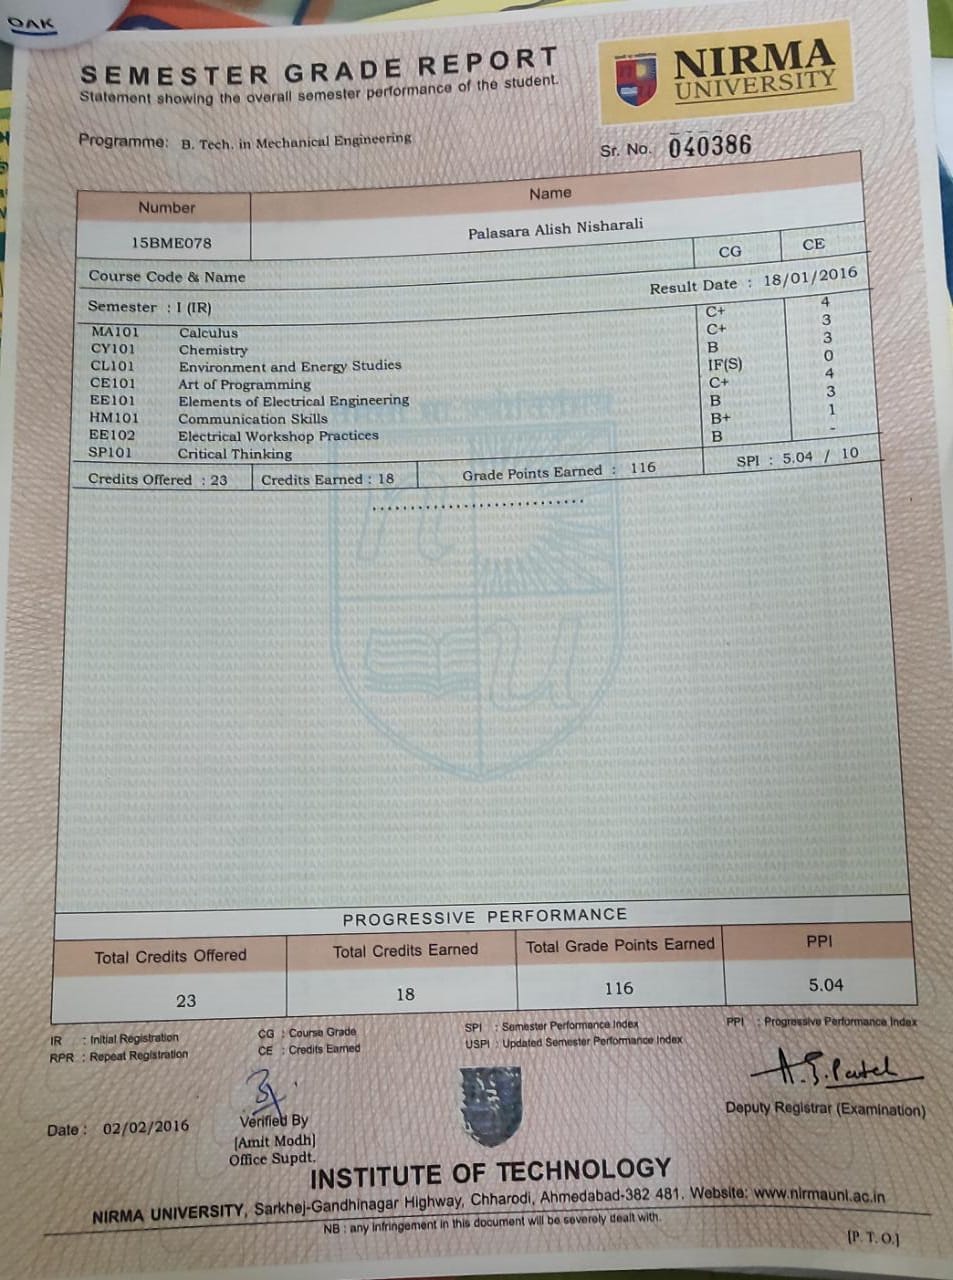 OAK
SEMESTER GRADE REPORT
Statement showing the overall semester performance of the student.
NIRMA
UNIVERSITY
Programme: B. Tech. in Mechanical Engineering
Sr. No. 040386
Number Name
15BME078 Palasara Alish Nisharali
Course Code & Name CG CE
Semester : I (IR) Result Date : 18/01/2016
MA101 Calculus C+ 4
CY101 Chemistry C+ 3
CL101 Environment and Energy Studies B 3
CE101 Art of Programming IF(S) 0
EE101 Elements of Electrical Engineering C+ 4
HM101 Communication Skills B 3
EE102 Electrical Workshop Practices B+ 1
SP101 Critical Thinking B -
Credits Offered : 23 Credits Earned : 18 Grade Points Earned : 116 SPI : 5.04 / 10
PROGRESSIVE PERFORMANCE
Total Credits Offered Total Credits Earned Total Grade Points Earned PPI
23 18 116 5.04
IR : Initial Registration CG : Course Grade SPI : Semester Performance Index PPI : Progressive Performance Index
RPR : Repeat Registration CE : Credits Earned USPI : Updated Semester Performance Index
A.S. Patel
Date : 02/02/2016 Verified By Deputy Registrar (Examination)
[Amit Modh]
Office Supdt.
INSTITUTE OF TECHNOLOGY
NIRMA UNIVERSITY, Sarkhej-Gandhinagar Highway, Chharodi, Ahmedabad-382 481. Website: www.nirmauni.ac.in
NB : any infringement in this document will be severely dealt with.
[P. T. O.]